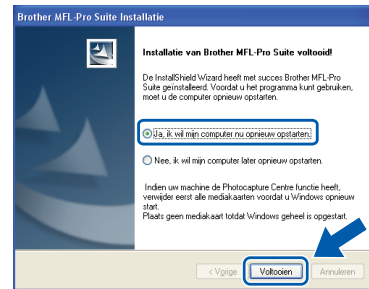 Brother MFL-Pro Suite Installatie
Installatie van Brother MFL-Pro Suite voltooid!
De InstallShield Wizard heeft met succes Brother MFL-Pro
Suite geïnstalleerd. Voordat u het programma kunt gebruiken,
moet u de computer opnieuw opstarten.
Ja, ik wil mijn computer nu opnieuw opstarten.
Nee, ik wil mijn computer later opnieuw opstarten.
Indien uw machine de Photocapture Centre functie heeft,
verwijder eerst alle mediakaarten voordat u Windows opnieuw
start.
Plaats geen mediakaart totdat Windows geheel is opgestart.
< Vorige Voltooien Annuleren